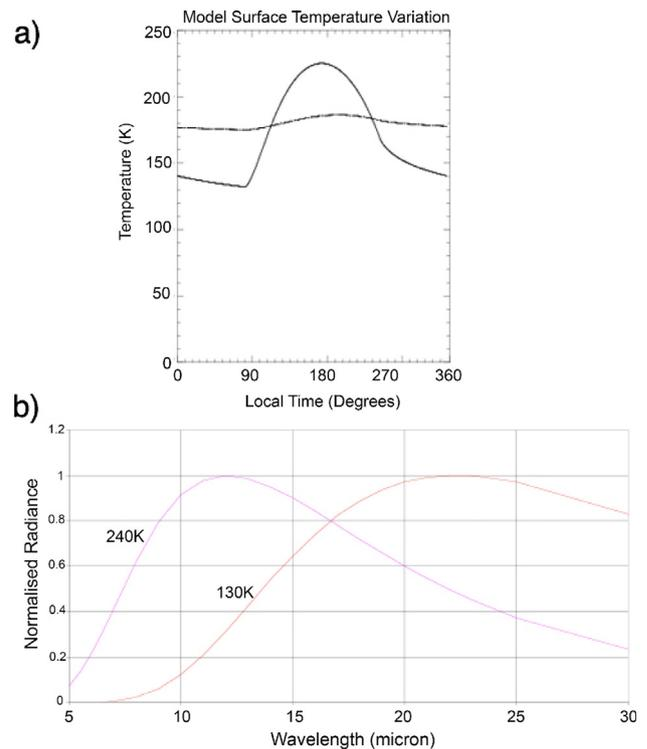 a)
Model Surface Temperature Variation
250
200
150
100
50
0
Temperature (K)
0 90 180 270 360
Local Time (Degrees)
b)
1.2
1
0.8
0.6
0.4
0.2
0
Normalised Radiance
240K
130K
5 10 15 20 25 30
Wavelength (micron)